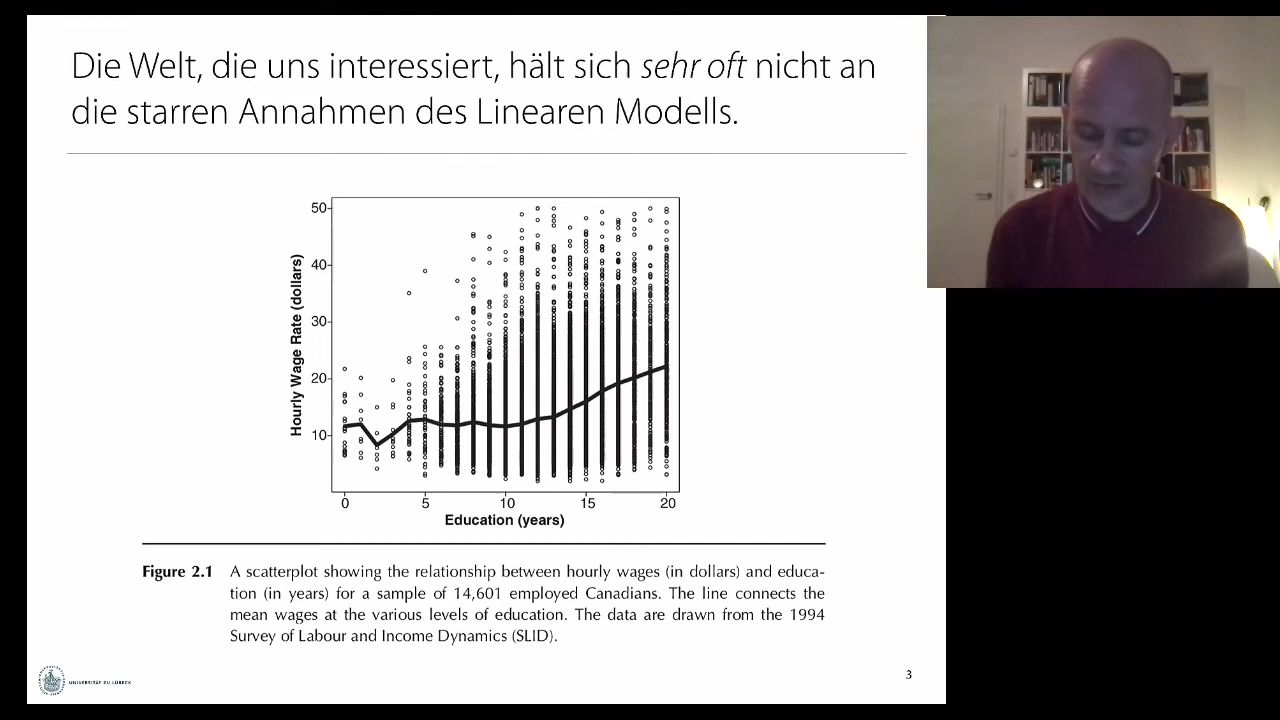 Die Welt, die uns interessiert, hält sich sehr oft nicht an
die starren Annahmen des Linearen Modells.
50
40
30
20
10
Hourly Wage Rate (dollars)
0 5 10 15 20
Education (years)
Figure 2.1 A scatterplot showing the relationship between hourly wages (in dollars) and educa-
tion (in years) for a sample of 14,601 employed Canadians. The line connects the
mean wages at the various levels of education. The data are drawn from the 1994
Survey of Labour and Income Dynamics (SLID).
UNIVERSITÄT ZU LÜBECK
3